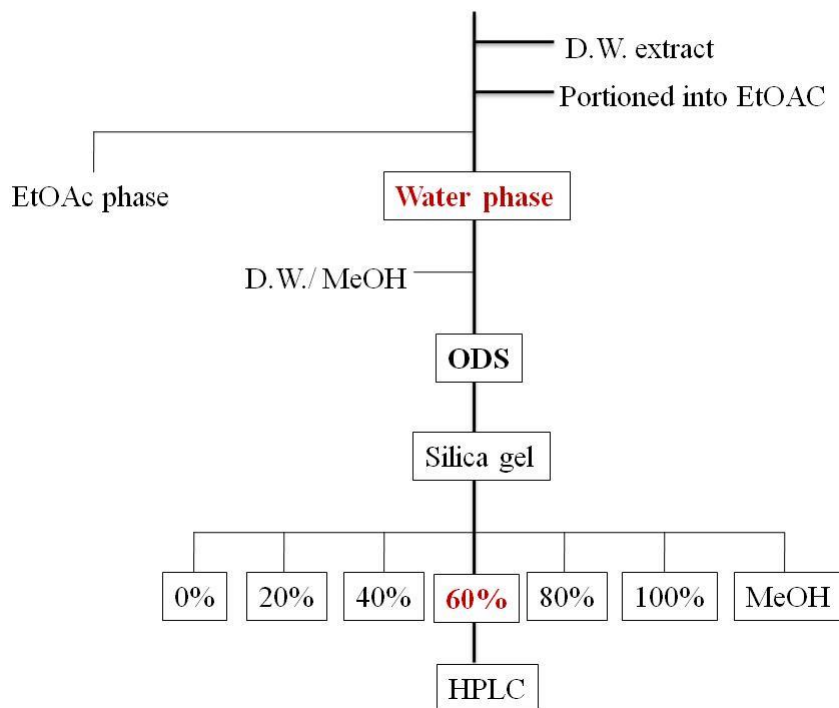 D.W. extract
Portioned into EtOAC
EtOAc phase
Water phase
D.W./ MeOH
ODS
Silica gel
0%
20%
40%
60%
80%
100%
MeOH
HPLC